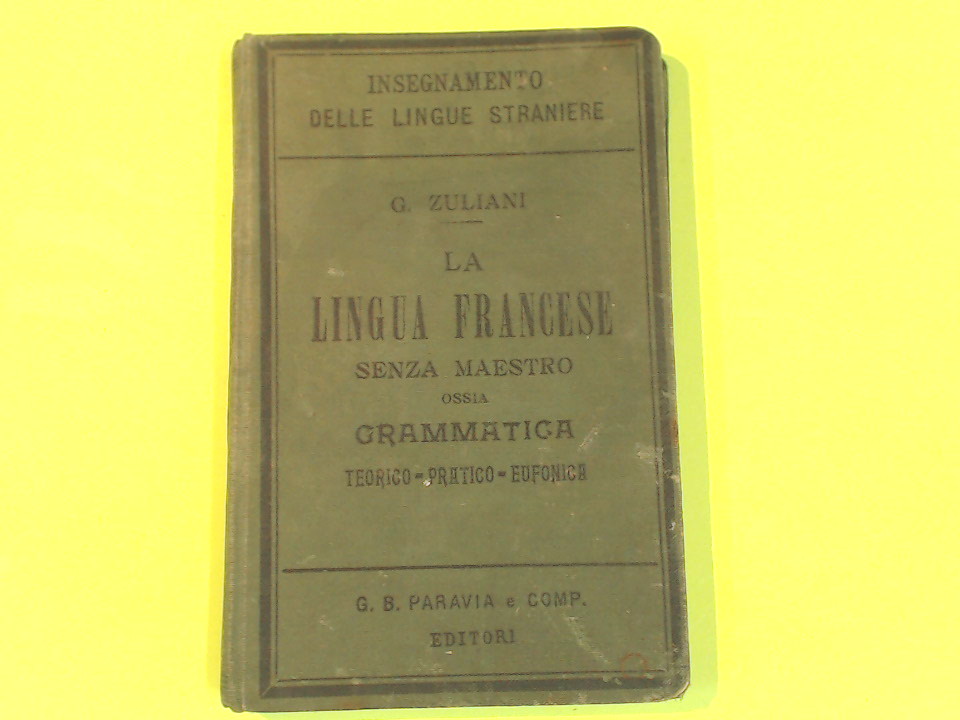 INSEGNAMENTO
DELLE LINGUE STRANIERE
G. ZULIANI
LA
LINGUA FRANCESE
SENZA MAESTRO
OSSIA
GRAMMATICA
TEORICO=PRATICO=EUFONICA
G. B. PARAVIA e COMP.
EDITORI